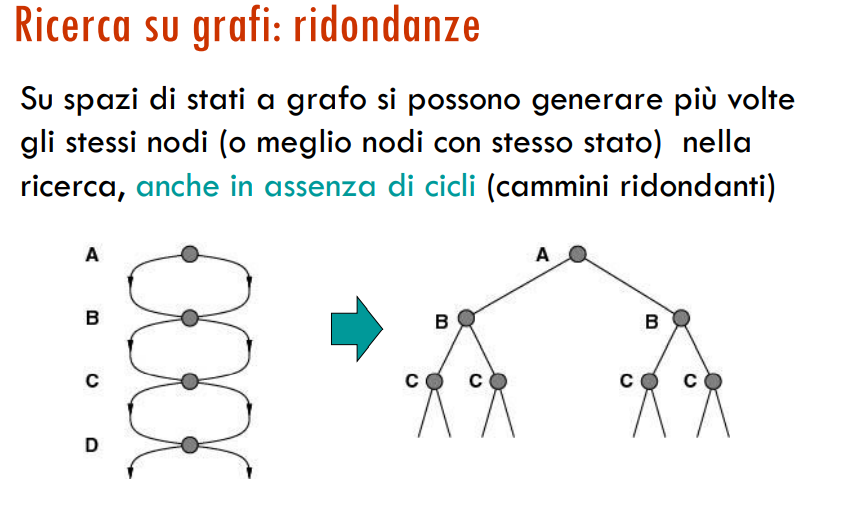 Ricerca su grafi: ridondanze
Su spazi di stati a grafo si possono generare più volte
gli stessi nodi (o meglio nodi con stesso stato) nella
ricerca, anche in assenza di cicli (cammini ridondanti)
A
B
C
D
A
B B
C C C C